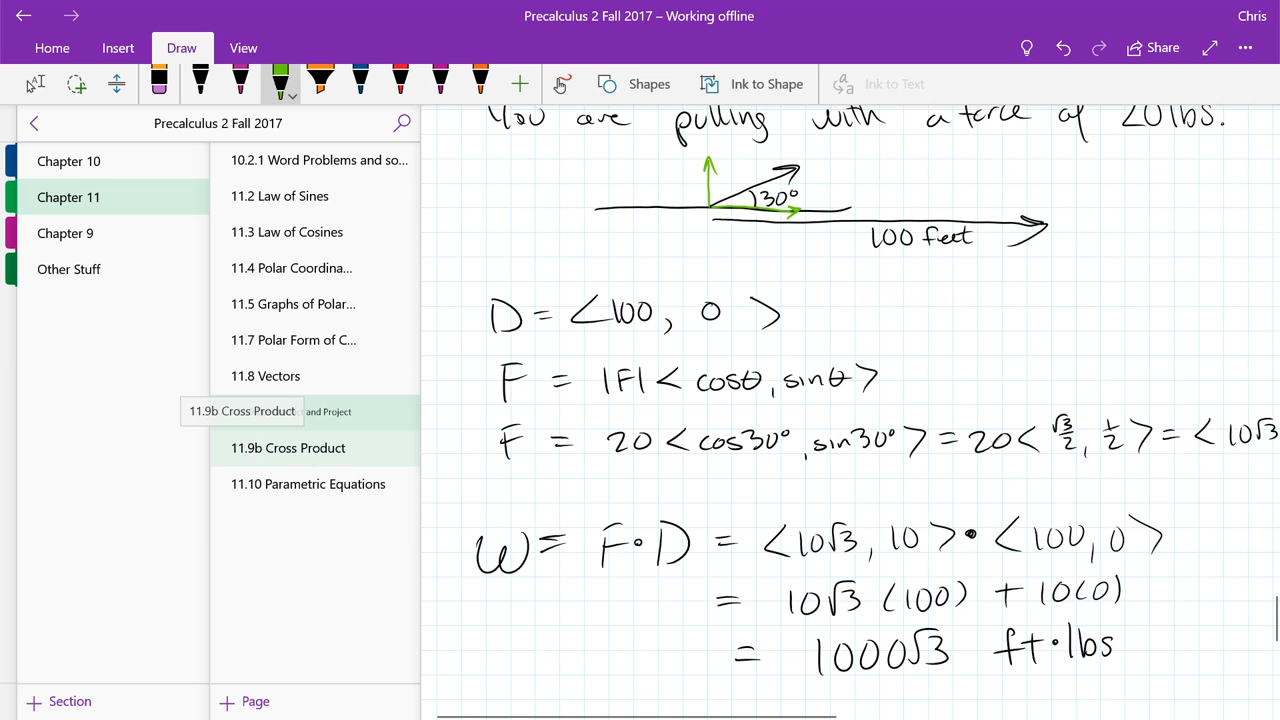 Precalculus 2 Fall 2017 – Working offline
Chris
Home Insert Draw View
Share
Shapes Ink to Shape Ink to Text
Precalculus 2 Fall 2017
Chapter 10
Chapter 11
Chapter 9
Other Stuff
10.2.1 Word Problems and so...
11.2 Law of Sines
11.3 Law of Cosines
11.4 Polar Coordina...
11.5 Graphs of Polar...
11.7 Polar Form of C...
11.8 Vectors
11.9b Cross Product and Project
11.9b Cross Product
11.10 Parametric Equations
+ Section + Page
You are pulling with a force of 20 lbs.
30°
100 feet
D = <100, 0 >
F = |F| < cosθ, sinθ >
F = 20 < cos30°, sin30° > = 20 < √3/2, 1/2 > = < 10√3
W = F·D = <10√3, 10> · <100, 0>
= 10√3 (100) + 10(0)
= 1000√3 ft·lbs